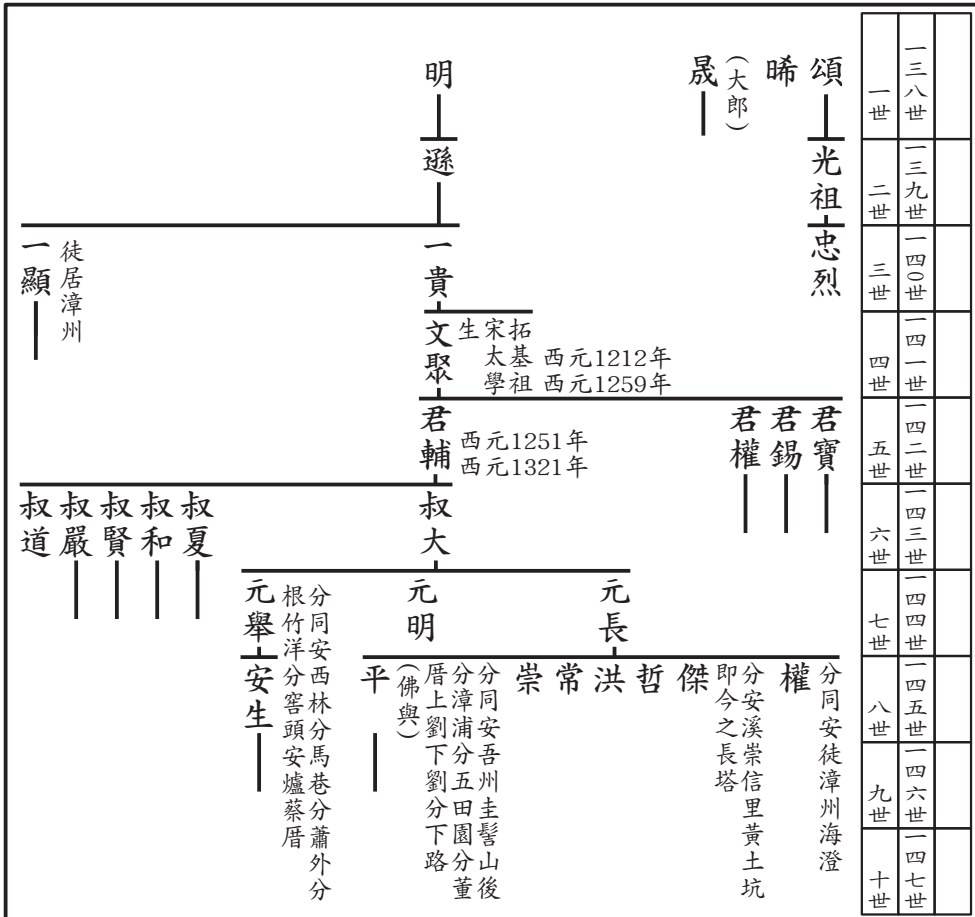 一三八世
一三九世
一四○世
一四一世
一四二世
一四三世
一四四世
一四五世
一四六世
一四七世
一世
二世
三世
四世
五世
六世
七世
八世
九世
十世
頌
晞
(大郎)
晟
明
光祖
遜
忠烈
一貴
徒居漳州
一顯
文聚
拓基祖
宋太學
生
西元1212年
西元1259年
君寶
君錫
君權
君輔
西元1251年
西元1321年
叔大
叔夏
叔和
叔賢
叔嚴
叔道
元長
元明
元舉
分同安西林分馬巷分蕭外分
根竹洋分窖頭安爐蔡厝
分同安徒漳州海澄
權
分安溪崇信里黃土坑
即今之長塔
傑
哲
洪
常
崇
分同安吾州圭髻山後
分漳浦分五田園分董
厝上劉下劉分下路
(佛與)
平
安生